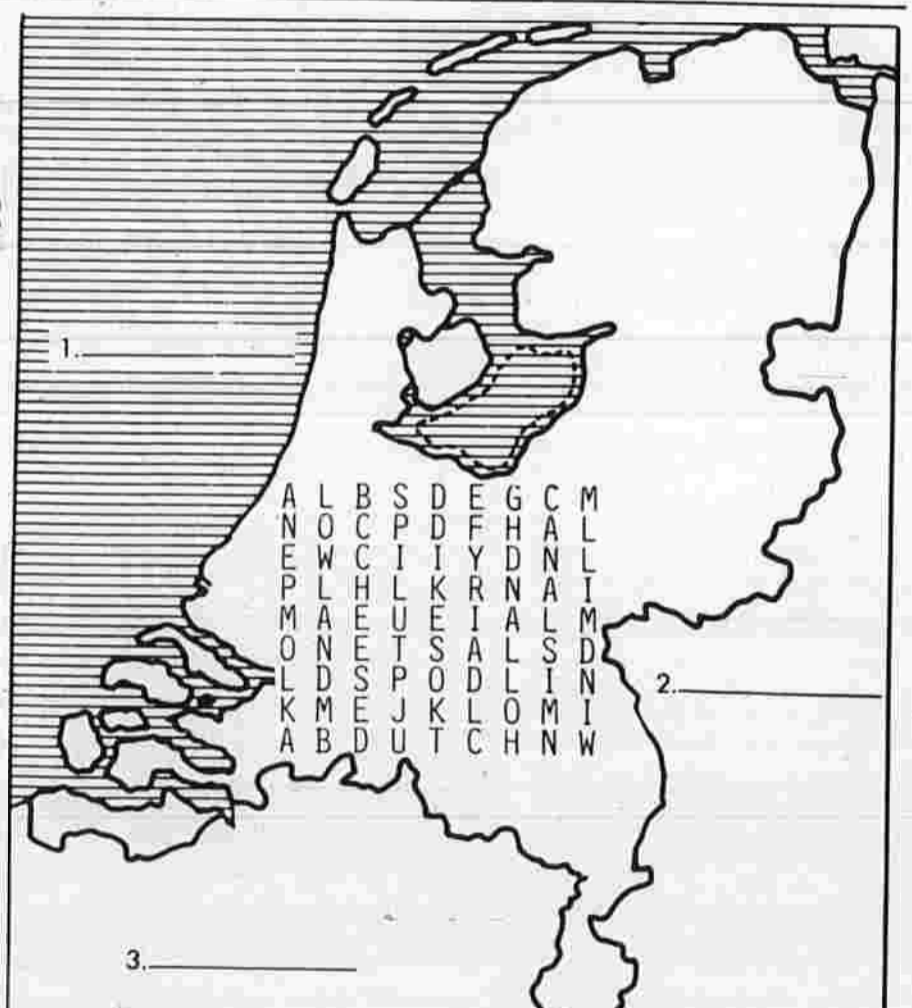 1.
A L B S D E G C M
N O C P D F H A L
E W C I I Y D N L
P L H L K R N A I
M A E U E I A L M
O N E T S A L S D
L D S P O D L I N
K M E J K L O M I
A B D U T C H N W
2.
3.